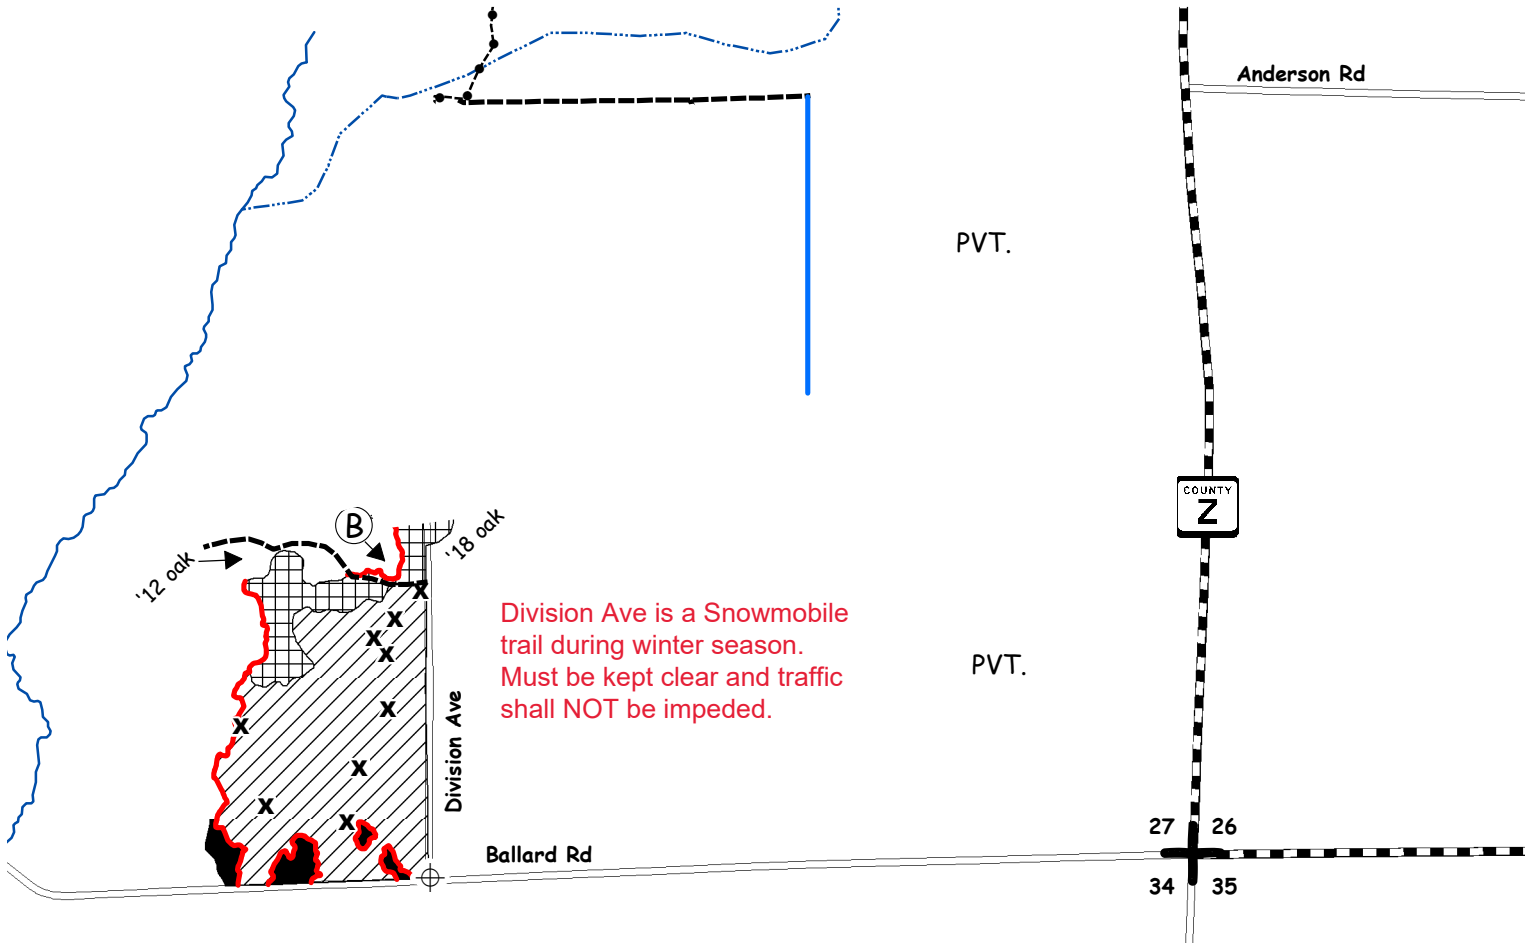 Anderson Rd
PVT.
COUNTY
Z
B
'18 oak
'12 oak
X
Division Ave is a Snowmobile
trail during winter season.
Must be kept clear and traffic
shall NOT be impeded.
X
X
X
PVT.
X
X
Division Ave
X
X
X
27 26
Ballard Rd
34 35